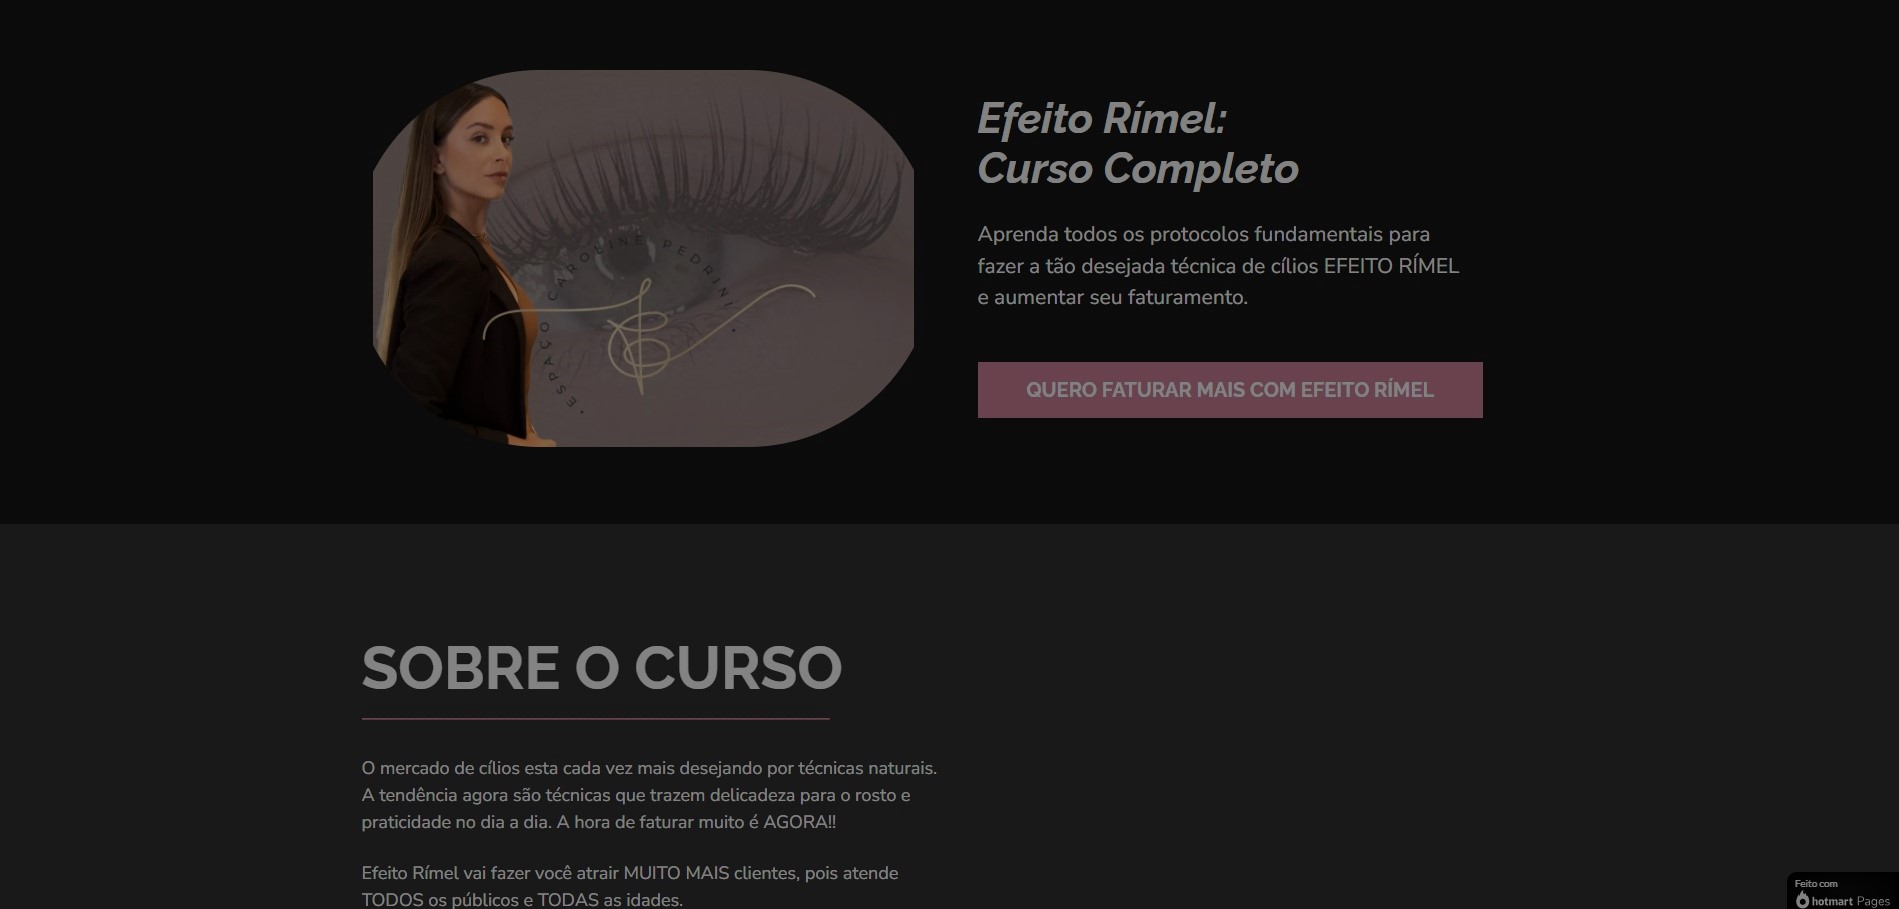 •ESPAÇO CAROLINE PEDRINI•
Efeito Rímel:
Curso Completo
Aprenda todos os protocolos fundamentais para
fazer a tão desejada técnica de cílios EFEITO RÍMEL
e aumentar seu faturamento.
QUERO FATURAR MAIS COM EFEITO RÍMEL
SOBRE O CURSO
O mercado de cílios esta cada vez mais desejando por técnicas naturais.
A tendência agora são técnicas que trazem delicadeza para o rosto e
praticidade no dia a dia. A hora de faturar muito é AGORA!!
Efeito Rímel vai fazer você atrair MUITO MAIS clientes, pois atende
TODOS os públicos e TODAS as idades.
Feito com
hotmart Pages